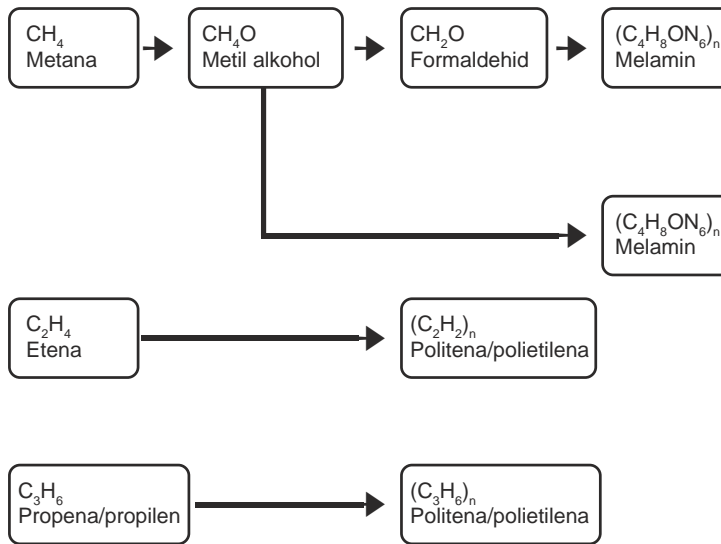 CH₄
Metana
CH₄O
Metil alkohol
CH₂O
Formaldehid
(C₄H₈ON₆)ₙ
Melamin
(C₄H₈ON₆)ₙ
Melamin
C₂H₄
Etena
(C₂H₂)ₙ
Politena/polietilena
C₃H₆
Propena/propilen
(C₃H₆)ₙ
Politena/polietilena